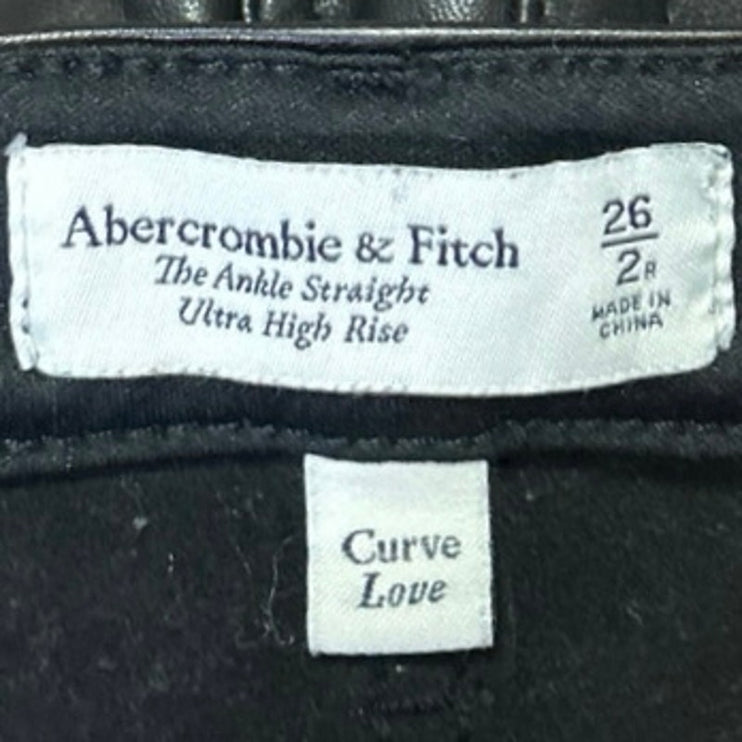 Abercrombie & Fitch
The Ankle Straight
Ultra High Rise
26
2R
MADE IN
CHINA
Curve
Love